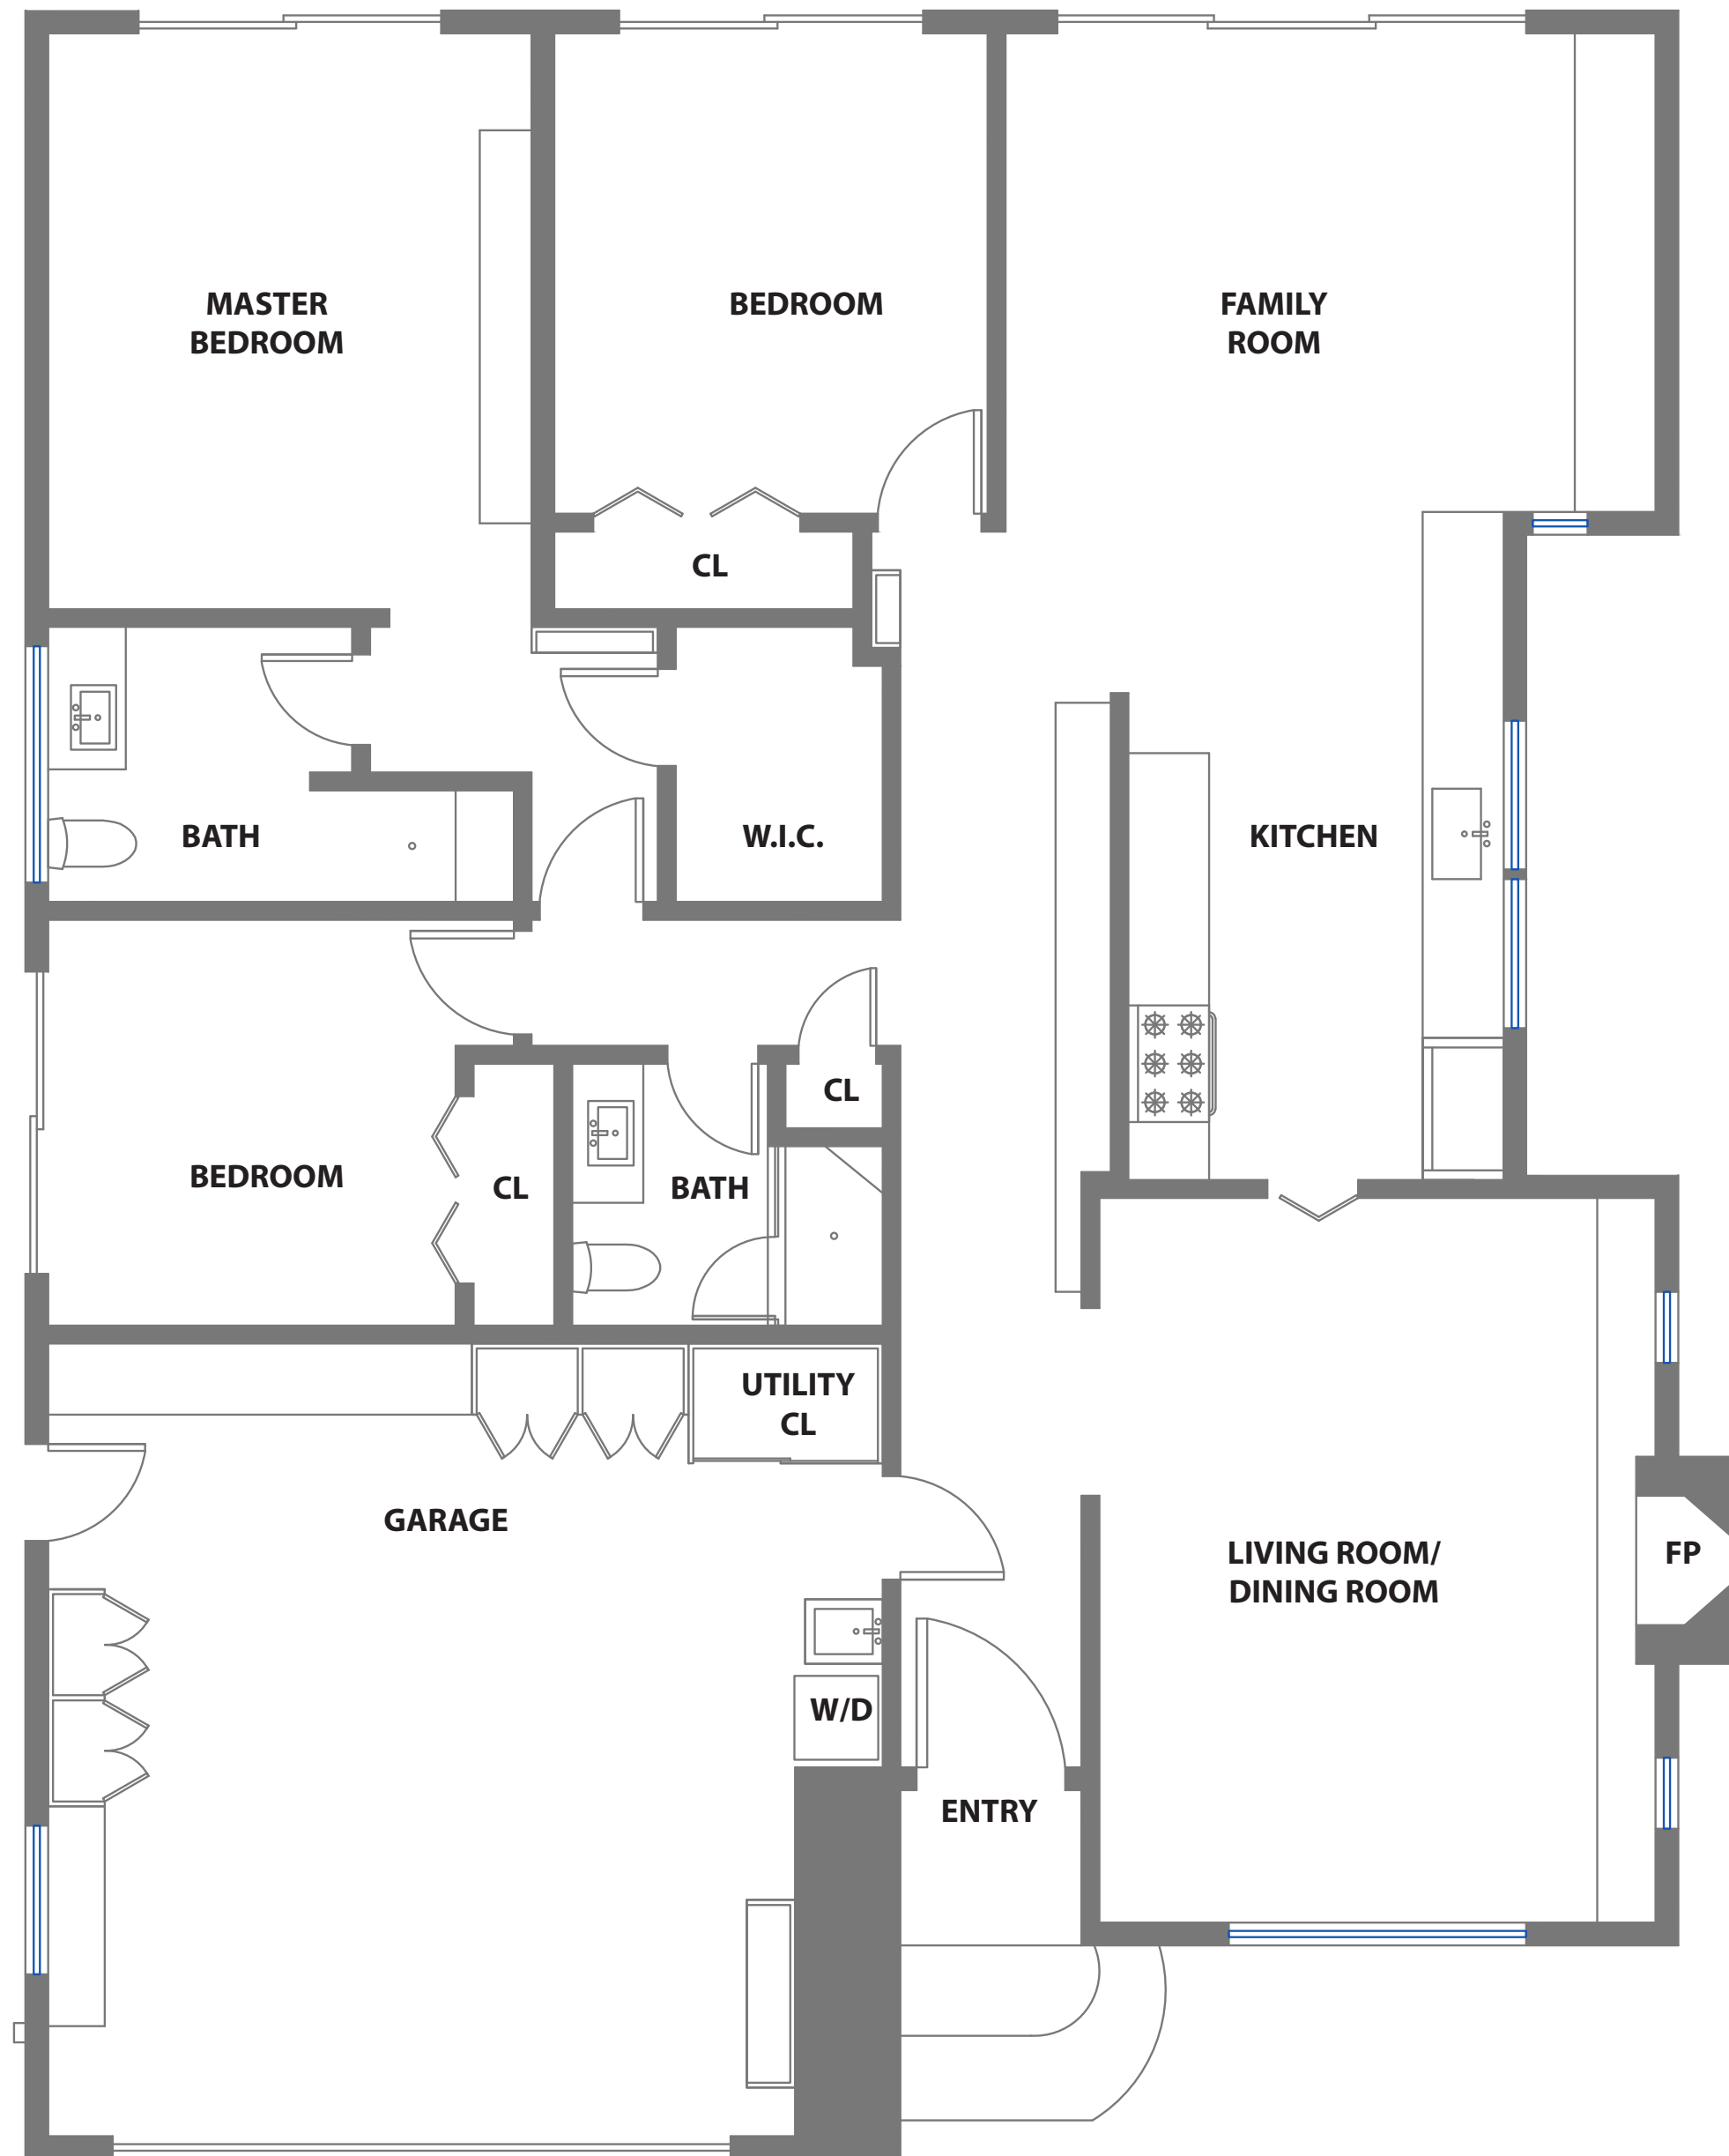 MASTER
BEDROOM
BEDROOM
FAMILY
ROOM
CL
BATH
W.I.C.
KITCHEN
CL
BEDROOM
CL
BATH
UTILITY
CL
GARAGE
LIVING ROOM/
DINING ROOM
FP
W/D
ENTRY